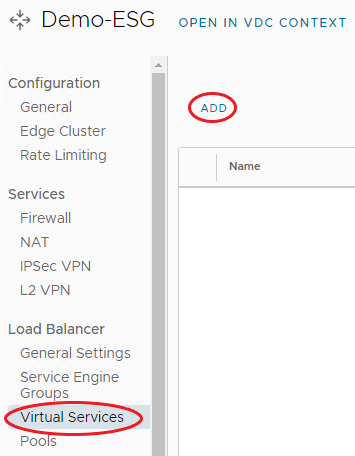 Demo-ESG OPEN IN VDC CONTEXT
Configuration
General
Edge Cluster
Rate Limiting
Services
Firewall
NAT
IPSec VPN
L2 VPN
Load Balancer
General Settings
Service Engine
Groups
Virtual Services
Pools
ADD
Name